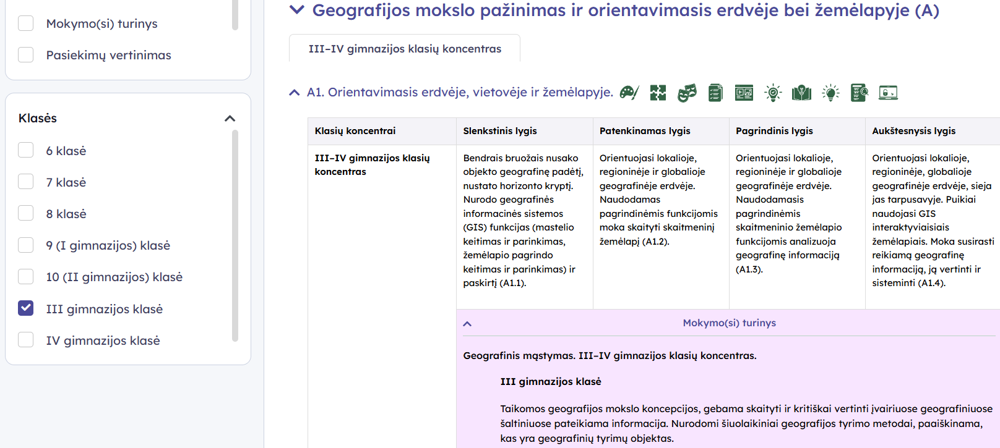 Mokymo(si) turinys
Pasiekimų vertinimas
Klasės
6 klasė
7 klasė
8 klasė
9 (I gimnazijos) klasė
10 (II gimnazijos) klasė
III gimnazijos klasė
IV gimnazijos klasė
Geografijos mokslo pažinimas ir orientavimasis erdvėje bei žemėlapyje (A)
III–IV gimnazijos klasių koncentras
A1. Orientavimasis erdvėje, vietovėje ir žemėlapyje.
Klasių koncentrai
Slenkstinis lygis
Patenkinamas lygis
Pagrindinis lygis
Aukštesnysis lygis
III–IV gimnazijos klasių
koncentras
Bendrais bruožais nusako
objekto geografinę padėtį,
nustato horizonto kryptį.
Nurodo geografinės
informacinės sistemos
(GIS) funkcijas (mastelio
keitimas ir parinkimas,
žemėlapio pagrindo
keitimas ir parinkimas) ir
paskirtį (A1.1).
Orientuojasi lokalioje,
regioninėje ir globalioje
geografinėje erdvėje.
Naudodamas
pagrindinėmis funkcijomis
moka skaityti skaitmeninį
žemėlapį (A1.2).
Orientuojasi lokalioje,
regioninėje ir globalioje
geografinėje erdvėje.
Naudodamasis
pagrindinėmis
skaitmeninio žemėlapio
funkcijomis analizuoja
geografinę informaciją
(A1.3).
Orientuojasi lokalioje,
regioninėje, globalioje
geografinėje erdvėje, sieja
jas tarpusavyje. Puikiai
naudojasi GIS
interaktyviaisiais
žemėlapiais. Moka susirasti
reikiamą geografinę
informaciją, ją vertinti ir
sisteminti (A1.4).
Mokymo(si) turinys
Geografinis mąstymas. III–IV gimnazijos klasių koncentras.
III gimnazijos klasė
Taikomos geografijos mokslo koncepcijos, gebama skaityti ir kritiškai vertinti įvairiuose geografiniuose
šaltiniuose pateikiama informacija. Nurodomi šiuolaikiniai geografijos tyrimo metodai, paaiškinama,
kas yra geografinių tyrimų objektas.